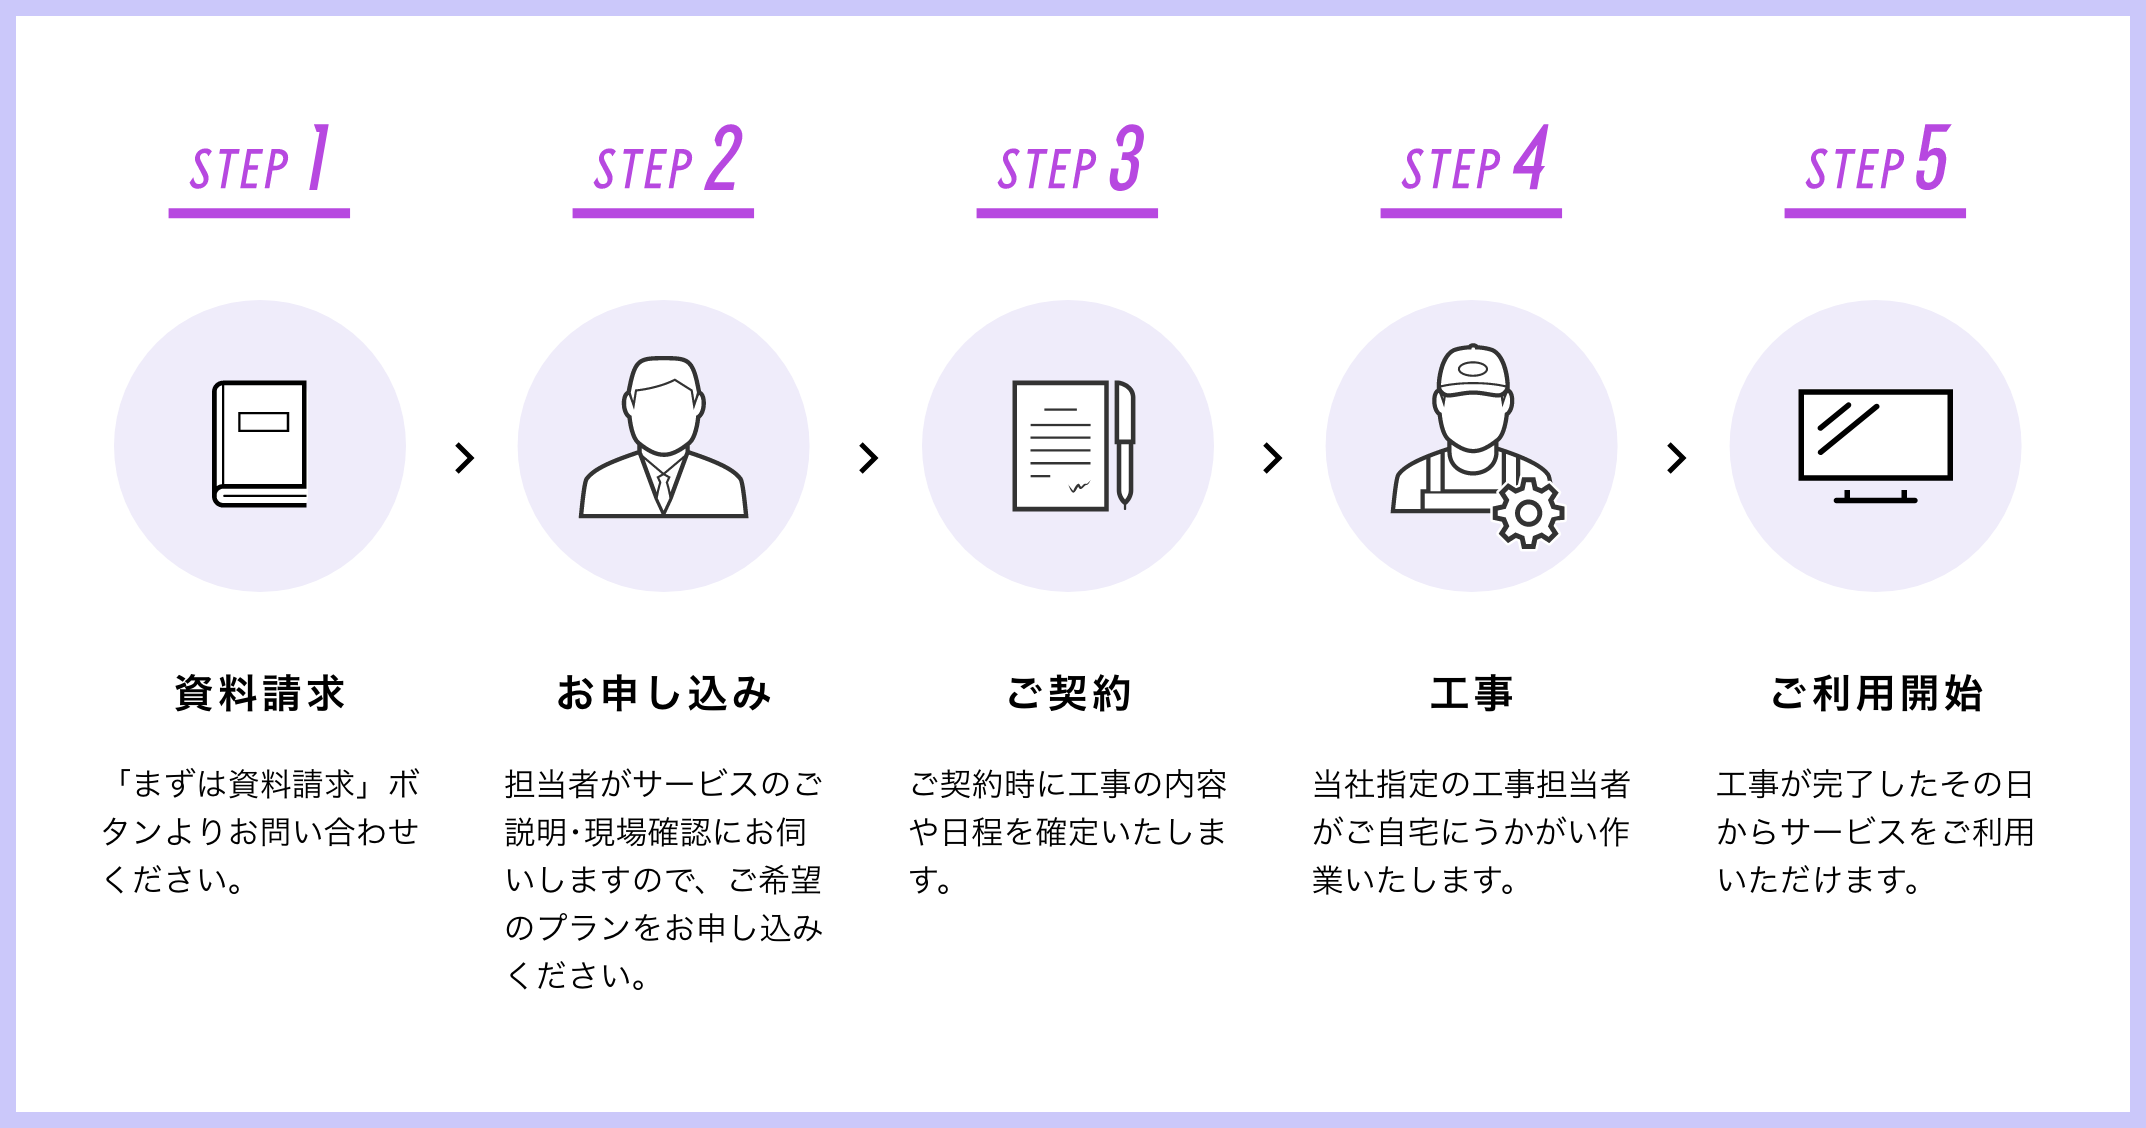 STEP 1
STEP 2
STEP 3
STEP 4
STEP 5
資料請求
「まずは資料請求」ボ
タンよりお問い合わせ
ください。
お申し込み
担当者がサービスのご
説明･現場確認にお伺
いしますので、ご希望
のプランをお申し込み
ください。
ご契約
ご契約時に工事の内容
や日程を確定いたしま
す。
工事
当社指定の工事担当者
がご自宅にうかがい作
業いたします。
ご利用開始
工事が完了したその日
からサービスをご利用
いただけます。